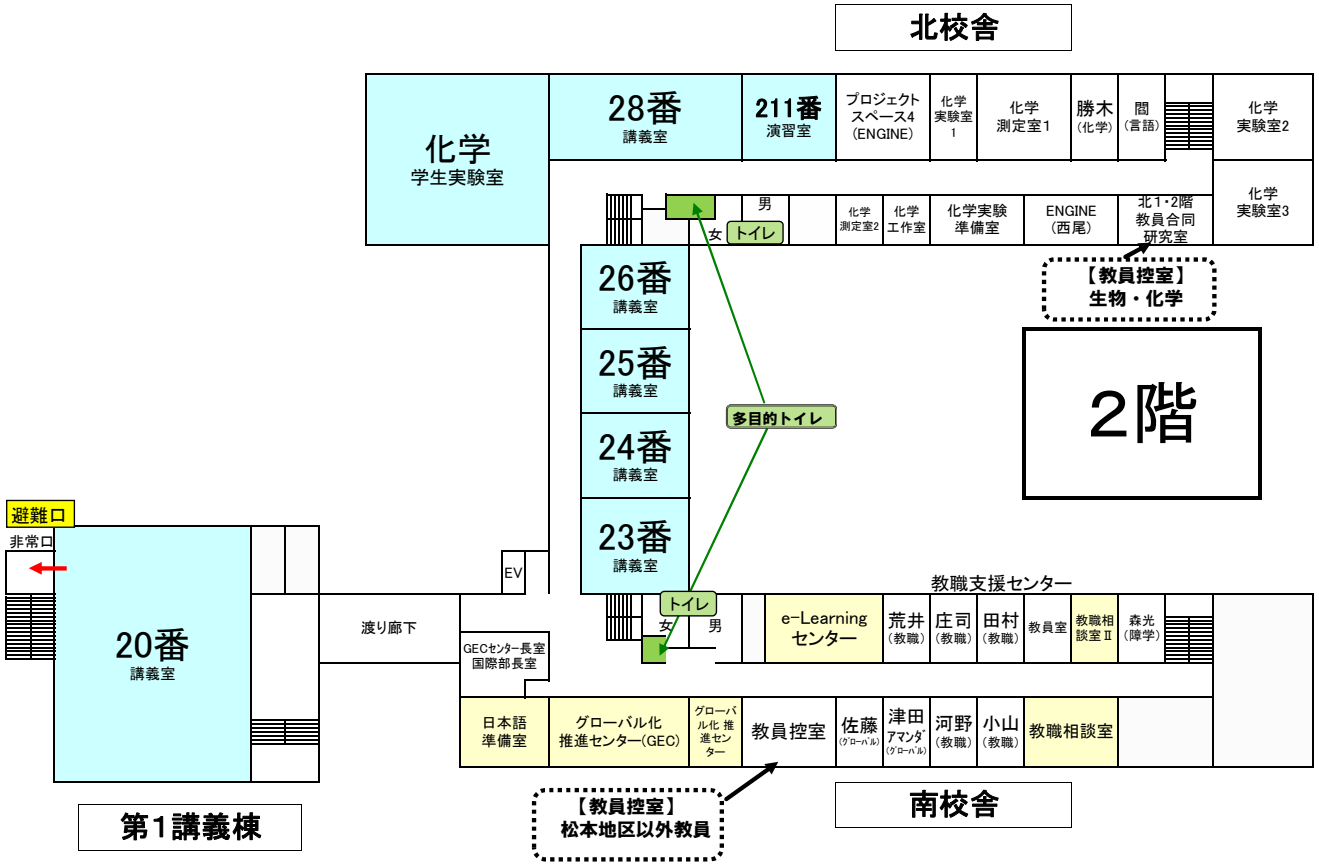 北校舎
化学
学生実験室
28番
講義室
211番
演習室
プロジェクト
スペース4
(ENGINE)
化学
実験室
1
化学
測定室1
勝木
(化学)
閻
(言語)
化学
実験室2
男
女
トイレ
化学
測定室2
化学
工作室
化学実験
準備室
ENGINE
(西尾)
北1・2階
教員合同
研究室
化学
実験室3
【教員控室】
生物・化学
26番
講義室
25番
講義室
24番
講義室
23番
講義室
多目的トイレ
2階
避難口
非常口
20番
講義室
渡り廊下
EV
GECセンター長室
国際部長室
トイレ
女
男
教職支援センター
e-Learning
センター
荒井
(教職)
庄司
(教職)
田村
(教職)
教員室
教職相
談室Ⅱ
森光
(障学)
日本語
準備室
グローバル化
推進センター(GEC)
グローバ
ル化 推
進セン
ター
教員控室
佐藤
(グローバル)
津田
アマンダ
(グローバル)
河野
(教職)
小山
(教職)
教職相談室
【教員控室】
松本地区以外教員
南校舎
第1講義棟